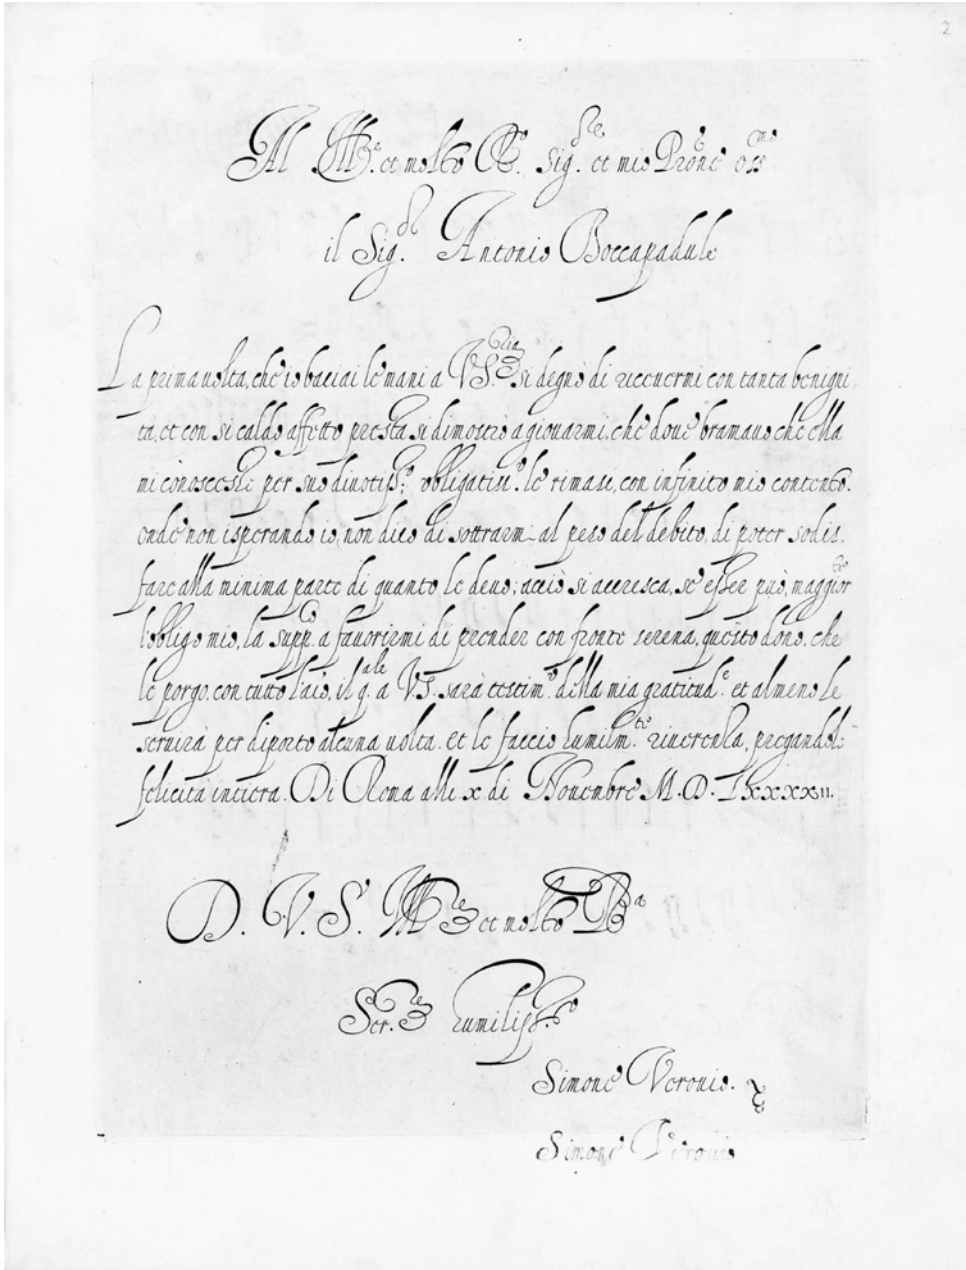 2
Al Ill.e et molto R.do Sig.re et mio Pron.e oss.mo
il Sig.or Antonio Boccapadule
La prima uolta, che io baciai le mani a V.S. si degnò di riceuermi con tanta benigni
tà, et con si caldo affetto presta si dimostrò a giouarmi, che doue bramauo che ella
mi conoscesse per suo diuotiss.o obligatiss.o le rimasi, con infinito mio contento.
onde non isperando io, non dico di sottrarmi al peso del debito, di poter sodis
fare alla minima parte di quanto le deuo; acciò si accresca, se esser può, maggior
l'obligo mio, la supp.co a fauorirmi di prender con fronte serena, questo dono, che
le porgo, con tutto l'aio, il q.ale a V.S. sarà testim.o della mia gratitud.e et almeno le
seruirà per diporto alcuna uolta. et le faccio humilm.te riuerenza, pregandole
felicità intiera. Di Roma alli x di Nouembre M.D.LXXXXII.
D. V. S. Ill.re et molto R.da
Ser.re humiliss.o
Simone Verouio.
Simone Verouio